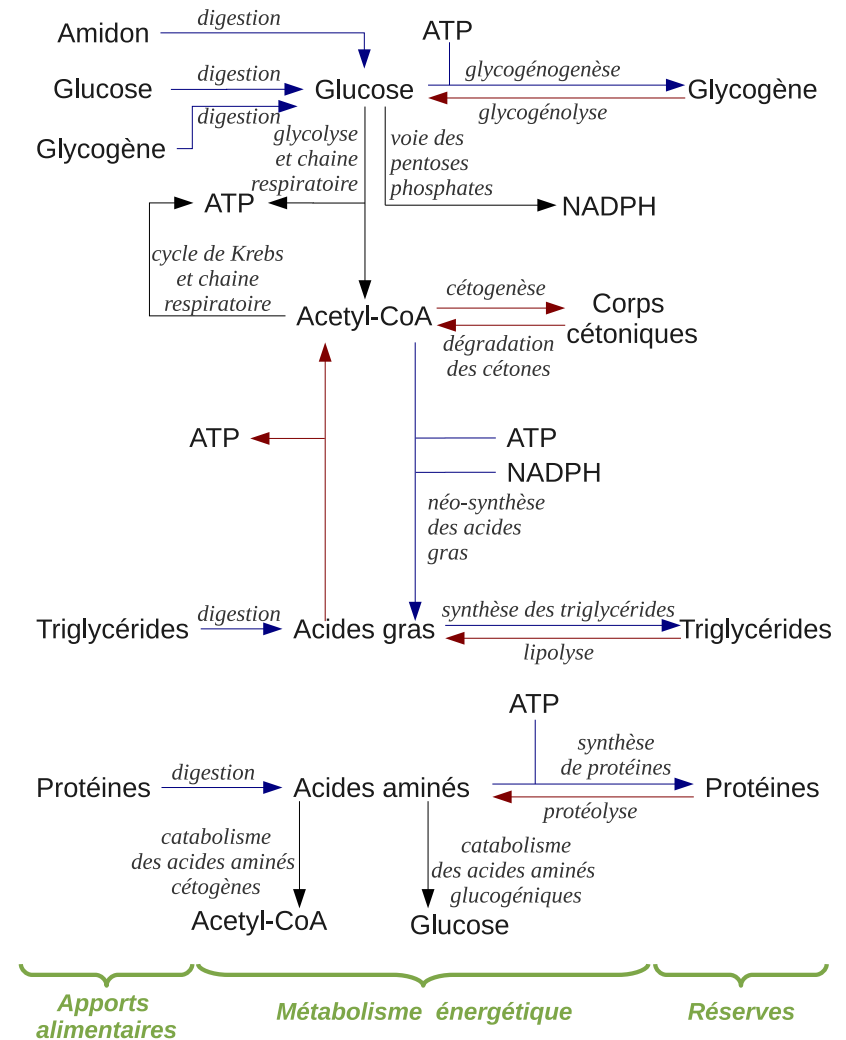 Amidon
digestion
ATP
Glucose
digestion
Glucose
glycogénogenèse
Glycogène
glycogénolyse
Glycogène
digestion
glycolyse
et chaine
respiratoire
voie des
pentoses
phosphates
ATP
NADPH
cycle de Krebs
et chaine
respiratoire
Acetyl-CoA
cétogenèse
Corps
cétoniques
dégradation
des cétones
ATP
ATP
NADPH
néo-synthèse
des acides
gras
Triglycérides
digestion
Acides gras
synthèse des triglycérides
Triglycérides
lipolyse
ATP
Protéines
digestion
Acides aminés
synthèse
de protéines
Protéines
protéolyse
catabolisme
des acides aminés
cétogènes
catabolisme
des acides aminés
glucogéniques
Acetyl-CoA
Glucose
Apports
alimentaires
Métabolisme énergétique
Réserves